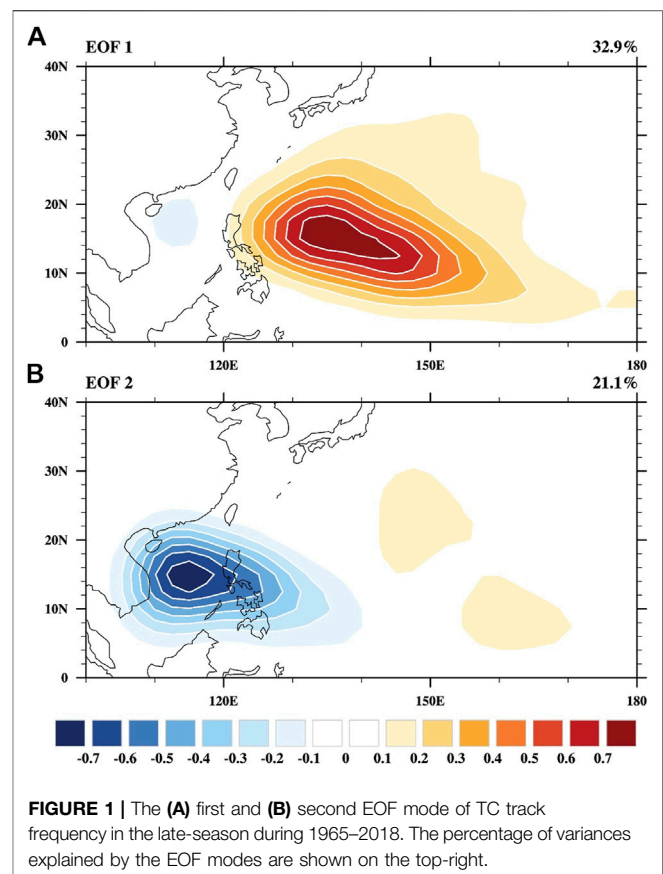 A
EOF 1 32.9%
40N
30N
20N
10N
0
120E 150E 180
B
EOF 2 21.1%
40N
30N
20N
10N
0
120E 150E 180
-0.7 -0.6 -0.5 -0.4 -0.3 -0.2 -0.1 0 0.1 0.2 0.3 0.4 0.5 0.6 0.7
FIGURE 1 | The (A) first and (B) second EOF mode of TC track
frequency in the late-season during 1965–2018. The percentage of variances
explained by the EOF modes are shown on the top-right.